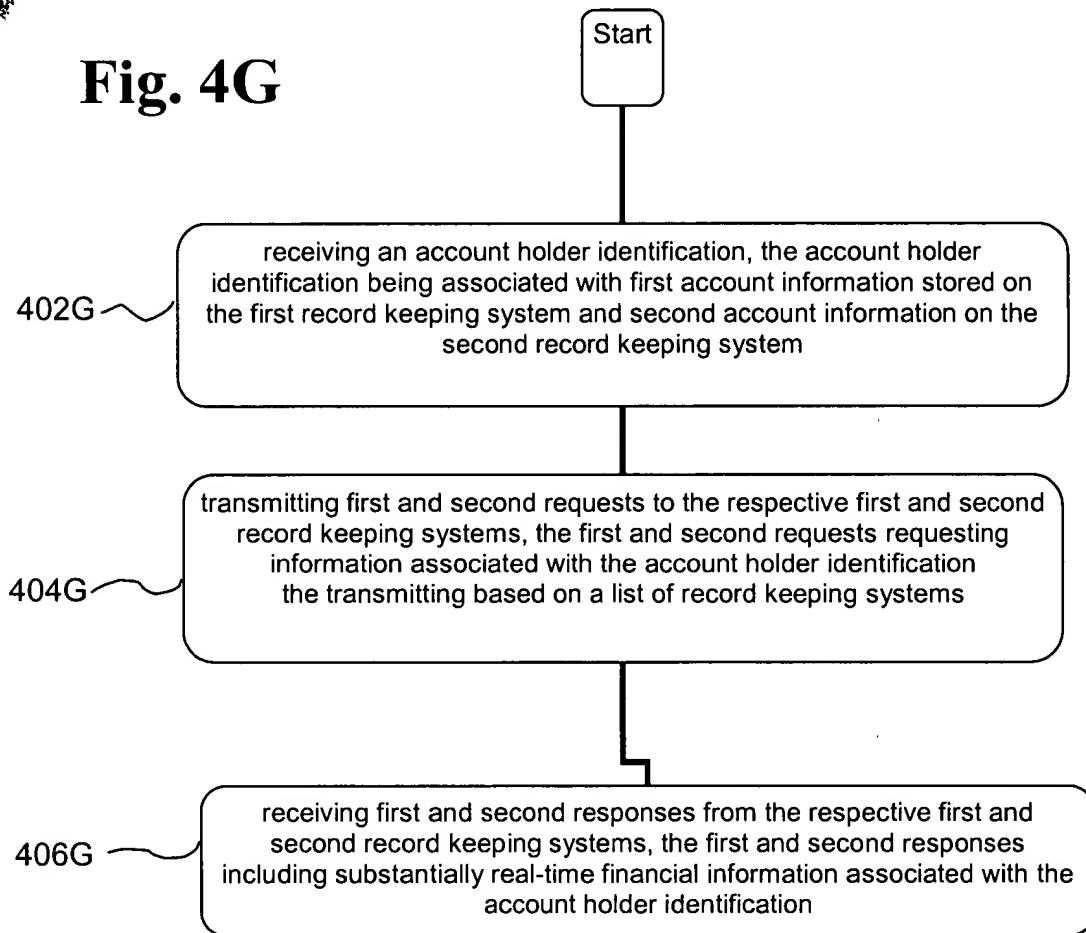 Start
Fig. 4G
receiving an account holder identification, the account holder
identification being associated with first account information stored on
the first record keeping system and second account information on the
second record keeping system
402G
transmitting first and second requests to the respective first and second
record keeping systems, the first and second requests requesting
information associated with the account holder identification
the transmitting based on a list of record keeping systems
404G
receiving first and second responses from the respective first and
second record keeping systems, the first and second responses
including substantially real-time financial information associated with the
account holder identification
406G